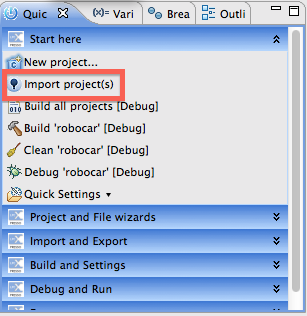 Quic (x)= Vari Brea Outli
Start here
New project...
Import project(s)
Build all projects [Debug]
Build 'robocar' [Debug]
Clean 'robocar' [Debug]
Debug 'robocar' [Debug]
Quick Settings
Project and File wizards
Import and Export
Build and Settings
Debug and Run